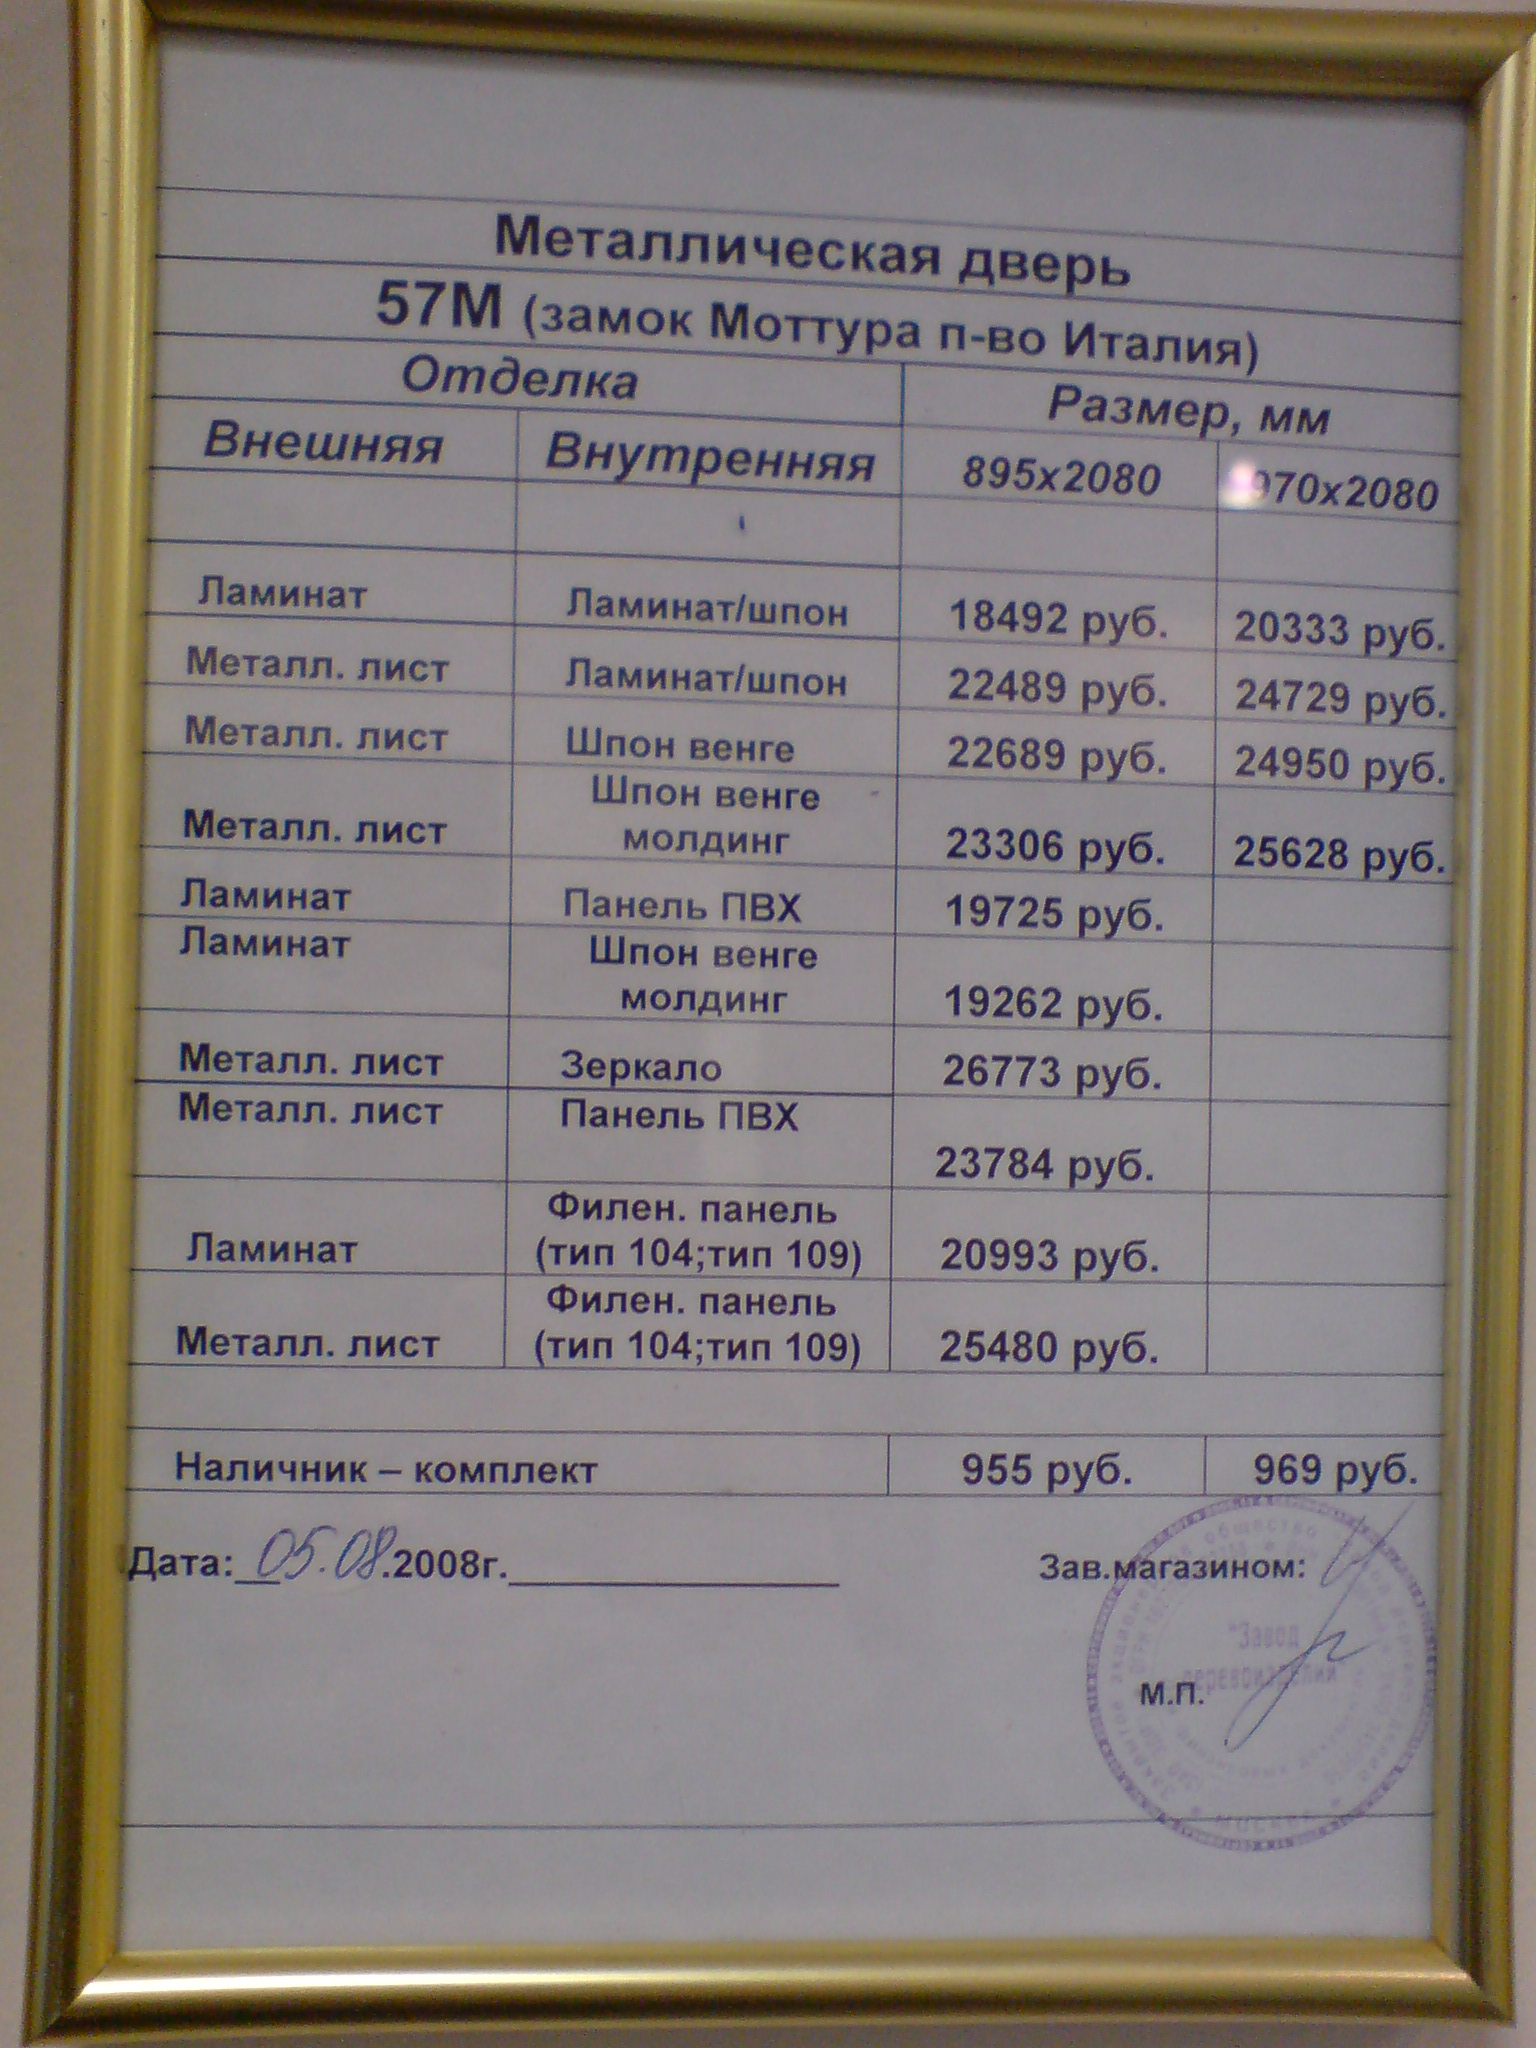 Металлическая дверь
57М (замок Моттура п-во Италия)
Отделка Размер, мм
Внешняя Внутренняя 895х2080 970х2080
Ламинат Ламинат/шпон 18492 руб. 20333 руб.
Металл. лист Ламинат/шпон 22489 руб. 24729 руб.
Металл. лист Шпон венге 22689 руб. 24950 руб.
Шпон венге
Металл. лист молдинг 23306 руб. 25628 руб.
Ламинат Панель ПВХ 19725 руб.
Ламинат Шпон венге
молдинг 19262 руб.
Металл. лист Зеркало 26773 руб.
Металл. лист Панель ПВХ
23784 руб.
Филен. панель
Ламинат (тип 104;тип 109) 20993 руб.
Филен. панель
Металл. лист (тип 104;тип 109) 25480 руб.
Наличник – комплект 955 руб. 969 руб.
Дата: 05.08.2008г. Зав.магазином:
"Завод
М.П.